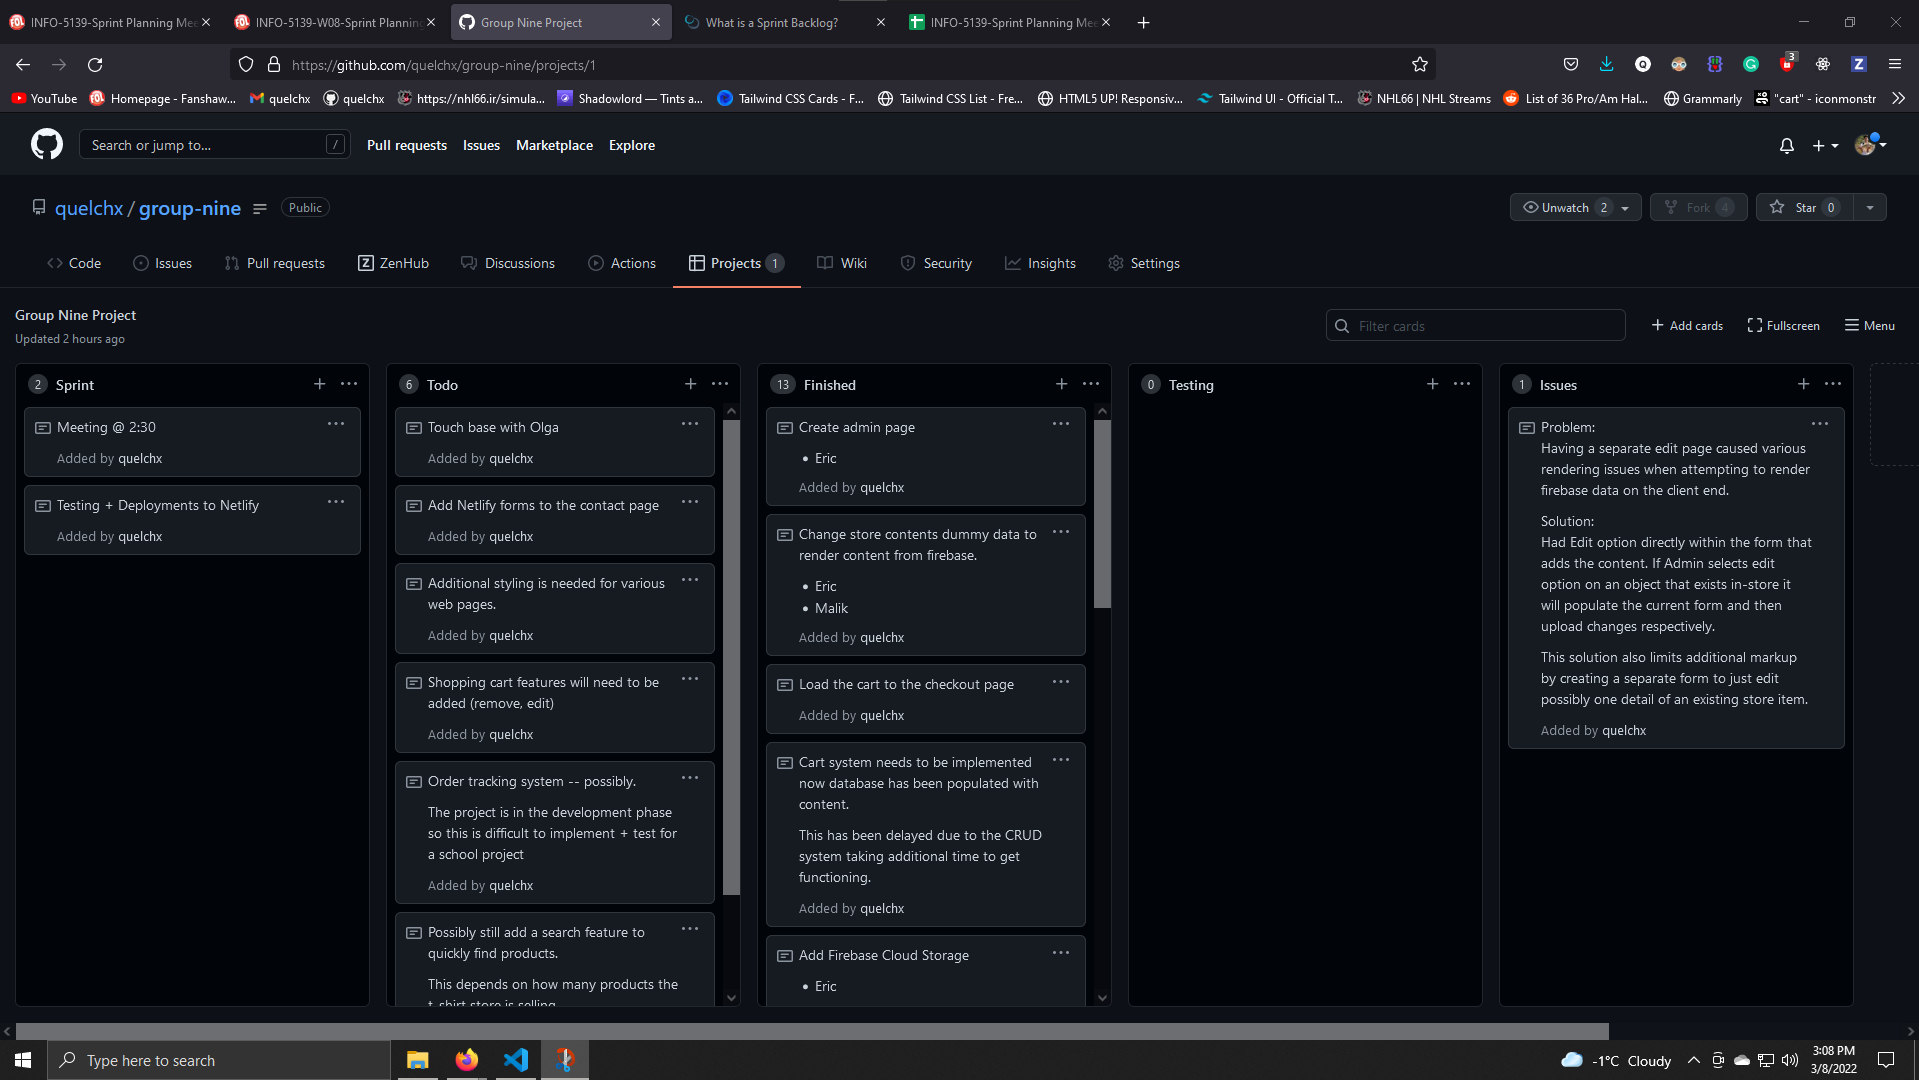 INFO-5139-Sprint Planning Mee
INFO-5139-W08-Sprint Planning
Group Nine Project
What is a Sprint Backlog?
INFO-5139-Sprint Planning Mee
https://github.com/quelchx/group-nine/projects/1
3
YouTube
Homepage - Fanshaw...
quelchx
quelchx
https://nhl66.ir/simula...
Shadowlord — Tints a...
Tailwind CSS Cards - F...
Tailwind CSS List - Fre...
HTML5 UP! Responsiv...
Tailwind UI - Official T...
NHL66 | NHL Streams
List of 36 Pro/Am Hal...
Grammarly
"cart" - iconmonstr
Search or jump to...
/
Pull requests
Issues
Marketplace
Explore
quelchx / group-nine
Public
Unwatch 2
Fork 4
Star 0
Code
Issues
Pull requests
ZenHub
Discussions
Actions
Projects 1
Wiki
Security
Insights
Settings
Group Nine Project
Updated 2 hours ago
Filter cards
Add cards
Fullscreen
Menu
2 Sprint
Meeting @ 2:30
Added by quelchx
Testing + Deployments to Netlify
Added by quelchx
6 Todo
Touch base with Olga
Added by quelchx
Add Netlify forms to the contact page
Added by quelchx
Additional styling is needed for various
web pages.
Added by quelchx
Shopping cart features will need to be
added (remove, edit)
Added by quelchx
Order tracking system -- possibly.
The project is in the development phase
so this is difficult to implement + test for
a school project
Added by quelchx
Possibly still add a search feature to
quickly find products.
This depends on how many products the
t-shirt store is selling
13 Finished
Create admin page
• Eric
Added by quelchx
Change store contents dummy data to
render content from firebase.
• Eric
• Malik
Added by quelchx
Load the cart to the checkout page
Added by quelchx
Cart system needs to be implemented
now database has been populated with
content.
This has been delayed due to the CRUD
system taking additional time to get
functioning.
Added by quelchx
Add Firebase Cloud Storage
• Eric
0 Testing
1 Issues
Problem:
Having a separate edit page caused various
rendering issues when attempting to render
firebase data on the client end.
Solution:
Had Edit option directly within the form that
adds the content. If Admin selects edit
option on an object that exists in-store it
will populate the current form and then
upload changes respectively.
This solution also limits additional markup
by creating a separate form to just edit
possibly one detail of an existing store item.
Added by quelchx
Type here to search
-1°C Cloudy
3:08 PM
3/8/2022